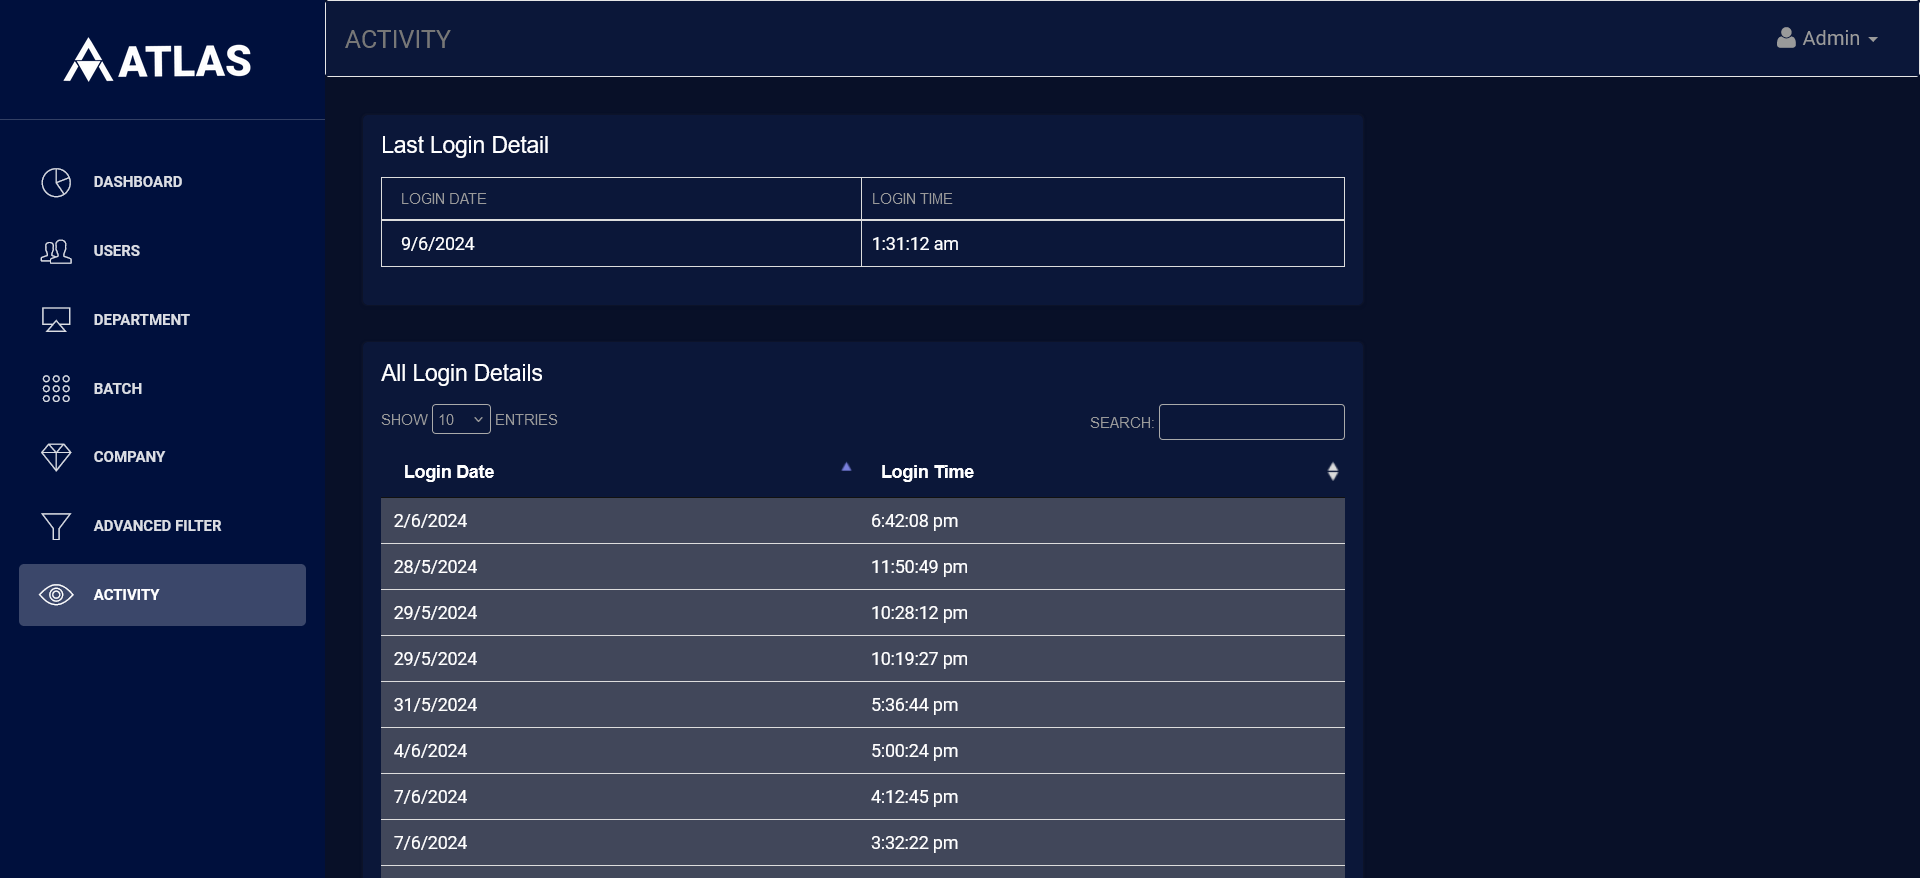 ATLAS
ACTIVITY
Admin
DASHBOARD
USERS
DEPARTMENT
BATCH
COMPANY
ADVANCED FILTER
ACTIVITY
Last Login Detail
LOGIN DATE LOGIN TIME
9/6/2024 1:31:12 am
All Login Details
SHOW 10 ENTRIES SEARCH:
Login Date Login Time
2/6/2024 6:42:08 pm
28/5/2024 11:50:49 pm
29/5/2024 10:28:12 pm
29/5/2024 10:19:27 pm
31/5/2024 5:36:44 pm
4/6/2024 5:00:24 pm
7/6/2024 4:12:45 pm
7/6/2024 3:32:22 pm